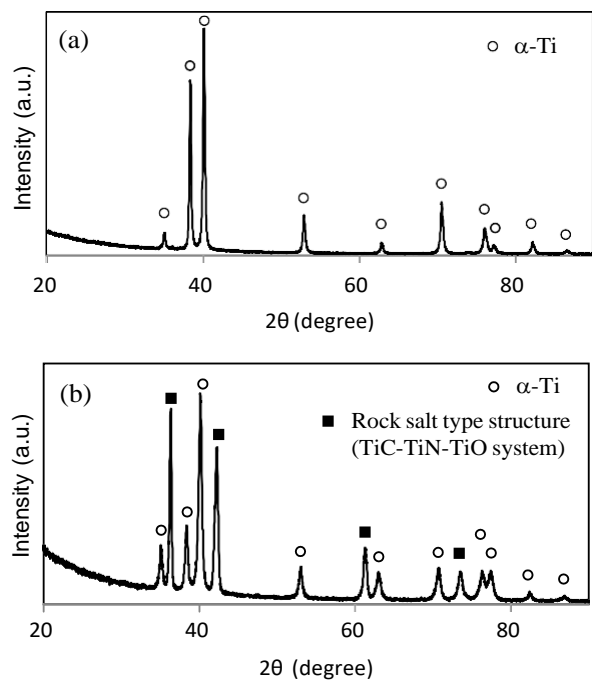 (a)
○ α-Ti
Intensity (a.u.)
20 40 60 80
2θ (degree)
(b)
○ α-Ti
■ Rock salt type structure
(TiC-TiN-TiO system)
Intensity (a.u.)
20 40 60 80
2θ (degree)